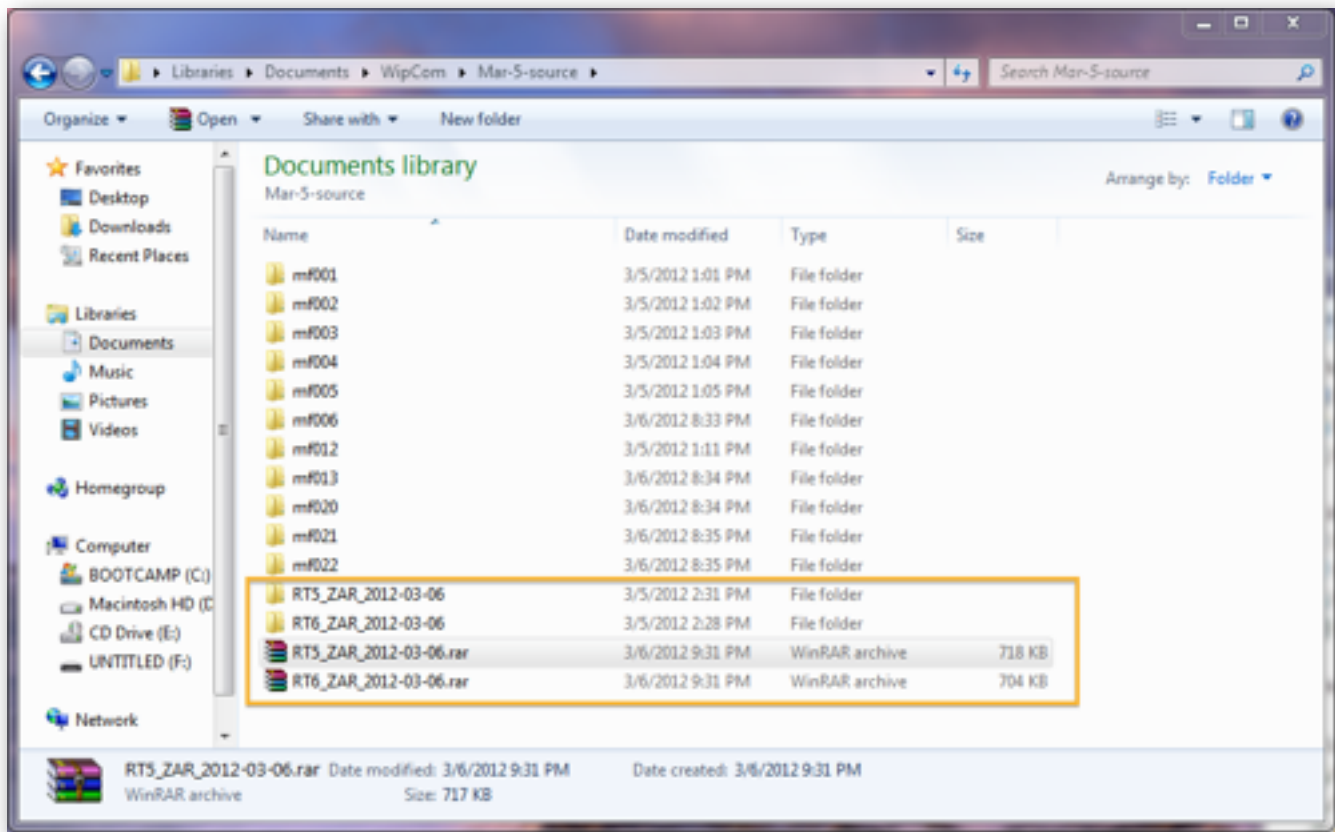 Libraries Documents WipCom Mar-5-source Search Mar-5-source
Organize Open Share with New folder
Favorites
Desktop
Downloads
Recent Places
Libraries
Documents
Music
Pictures
Videos
Homegroup
Computer
BOOTCAMP (C:)
Macintosh HD (D
CD Drive (E:)
UNTITLED (F:)
Network
Documents library
Mar-5-source
Arrange by: Folder
Name Date modified Type Size
mf001 3/5/2012 1:01 PM File folder
mf002 3/5/2012 1:02 PM File folder
mf003 3/5/2012 1:03 PM File folder
mf004 3/5/2012 1:04 PM File folder
mf005 3/5/2012 1:05 PM File folder
mf006 3/6/2012 8:33 PM File folder
mf012 3/5/2012 1:11 PM File folder
mf013 3/6/2012 8:34 PM File folder
mf020 3/6/2012 8:34 PM File folder
mf021 3/6/2012 8:35 PM File folder
mf022 3/6/2012 8:35 PM File folder
RT5_ZAR_2012-03-06 3/5/2012 2:31 PM File folder
RT6_ZAR_2012-03-06 3/5/2012 2:28 PM File folder
RT5_ZAR_2012-03-06.rar 3/6/2012 9:31 PM WinRAR archive 718 KB
RT6_ZAR_2012-03-06.rar 3/6/2012 9:31 PM WinRAR archive 704 KB
RT5_ZAR_2012-03-06.rar Date modified: 3/6/2012 9:31 PM Date created: 3/6/2012 9:31 PM
WinRAR archive Size: 717 KB